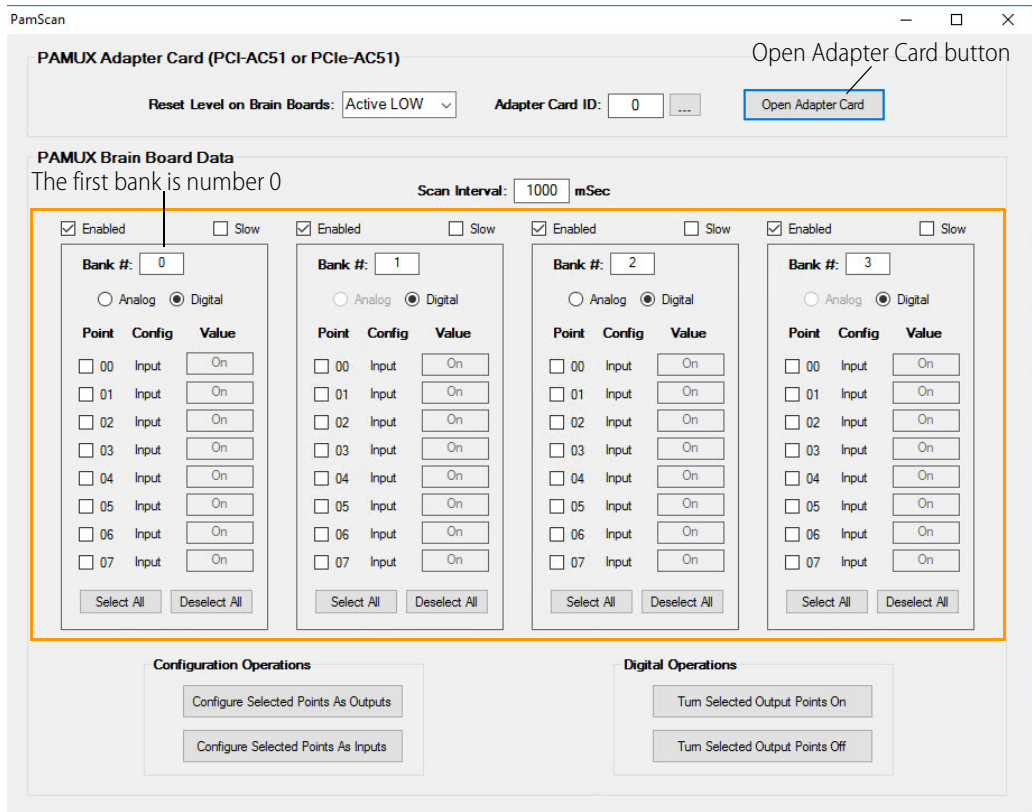 PamScan
PAMUX Adapter Card (PCI-AC51 or PCIe-AC51)
Open Adapter Card button
Reset Level on Brain Boards: Active LOW Adapter Card ID: 0 ... Open Adapter Card
PAMUX Brain Board Data
The first bank is number 0
Scan Interval: 1000 mSec
Enabled Slow Enabled Slow Enabled Slow Enabled Slow
Bank #: 0 Bank #: 1 Bank #: 2 Bank #: 3
Analog Digital Analog Digital Analog Digital Analog Digital
Point Config Value Point Config Value Point Config Value Point Config Value
00 Input On 00 Input On 00 Input On 00 Input On
01 Input On 01 Input On 01 Input On 01 Input On
02 Input On 02 Input On 02 Input On 02 Input On
03 Input On 03 Input On 03 Input On 03 Input On
04 Input On 04 Input On 04 Input On 04 Input On
05 Input On 05 Input On 05 Input On 05 Input On
06 Input On 06 Input On 06 Input On 06 Input On
07 Input On 07 Input On 07 Input On 07 Input On
Select All Deselect All Select All Deselect All Select All Deselect All Select All Deselect All
Configuration Operations Digital Operations
Configure Selected Points As Outputs Turn Selected Output Points On
Configure Selected Points As Inputs Turn Selected Output Points Off